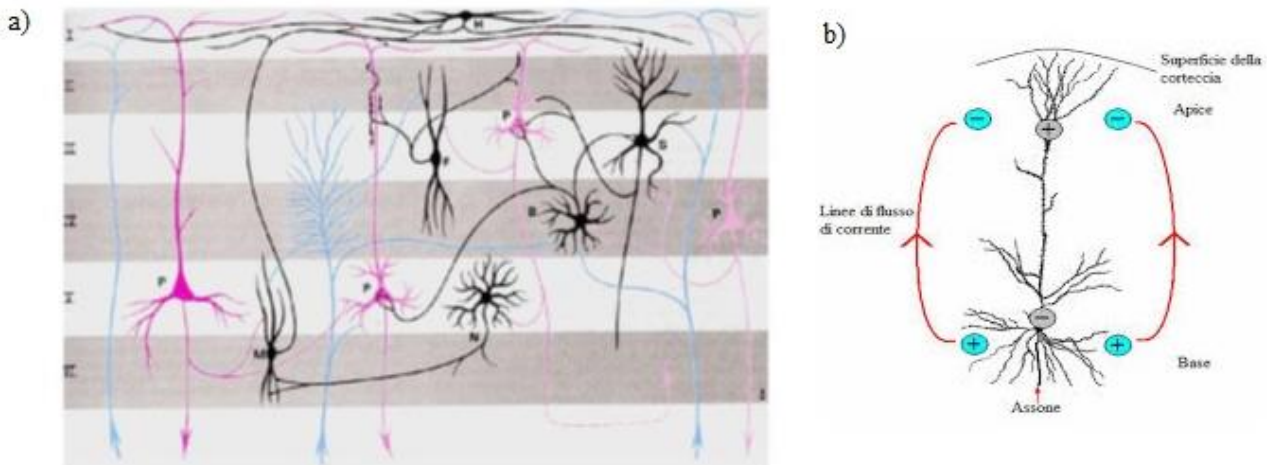 a)
b)
I
H
Superficie della
corteccia
Apice
P
F
S
B
P
Linee di flusso
di corrente
P
P
N
M
Base
Assone
− −
+
−
+ +